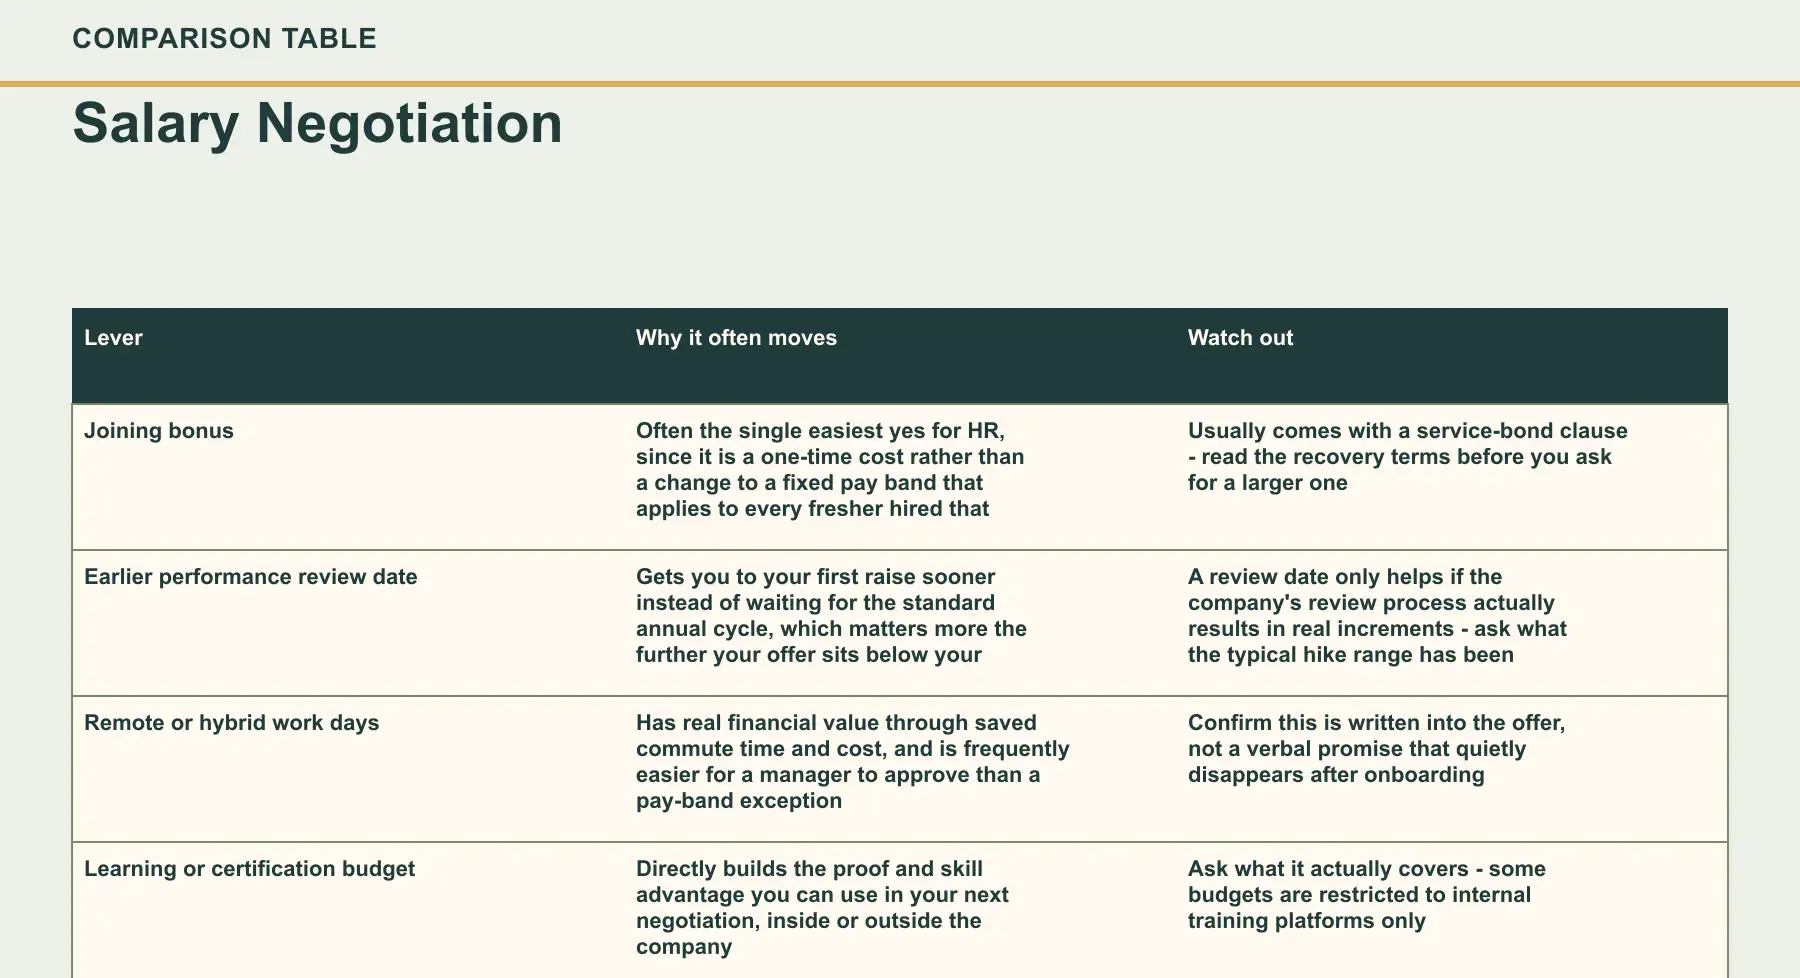 COMPARISON TABLE
Salary Negotiation
Lever
Why it often moves
Watch out
Joining bonus
Often the single easiest yes for HR,
since it is a one-time cost rather than
a change to a fixed pay band that
applies to every fresher hired that
Usually comes with a service-bond clause
- read the recovery terms before you ask
for a larger one
Earlier performance review date
Gets you to your first raise sooner
instead of waiting for the standard
annual cycle, which matters more the
further your offer sits below your
A review date only helps if the
company's review process actually
results in real increments - ask what
the typical hike range has been
Remote or hybrid work days
Has real financial value through saved
commute time and cost, and is frequently
easier for a manager to approve than a
pay-band exception
Confirm this is written into the offer,
not a verbal promise that quietly
disappears after onboarding
Learning or certification budget
Directly builds the proof and skill
advantage you can use in your next
negotiation, inside or outside the
company
Ask what it actually covers - some
budgets are restricted to internal
training platforms only